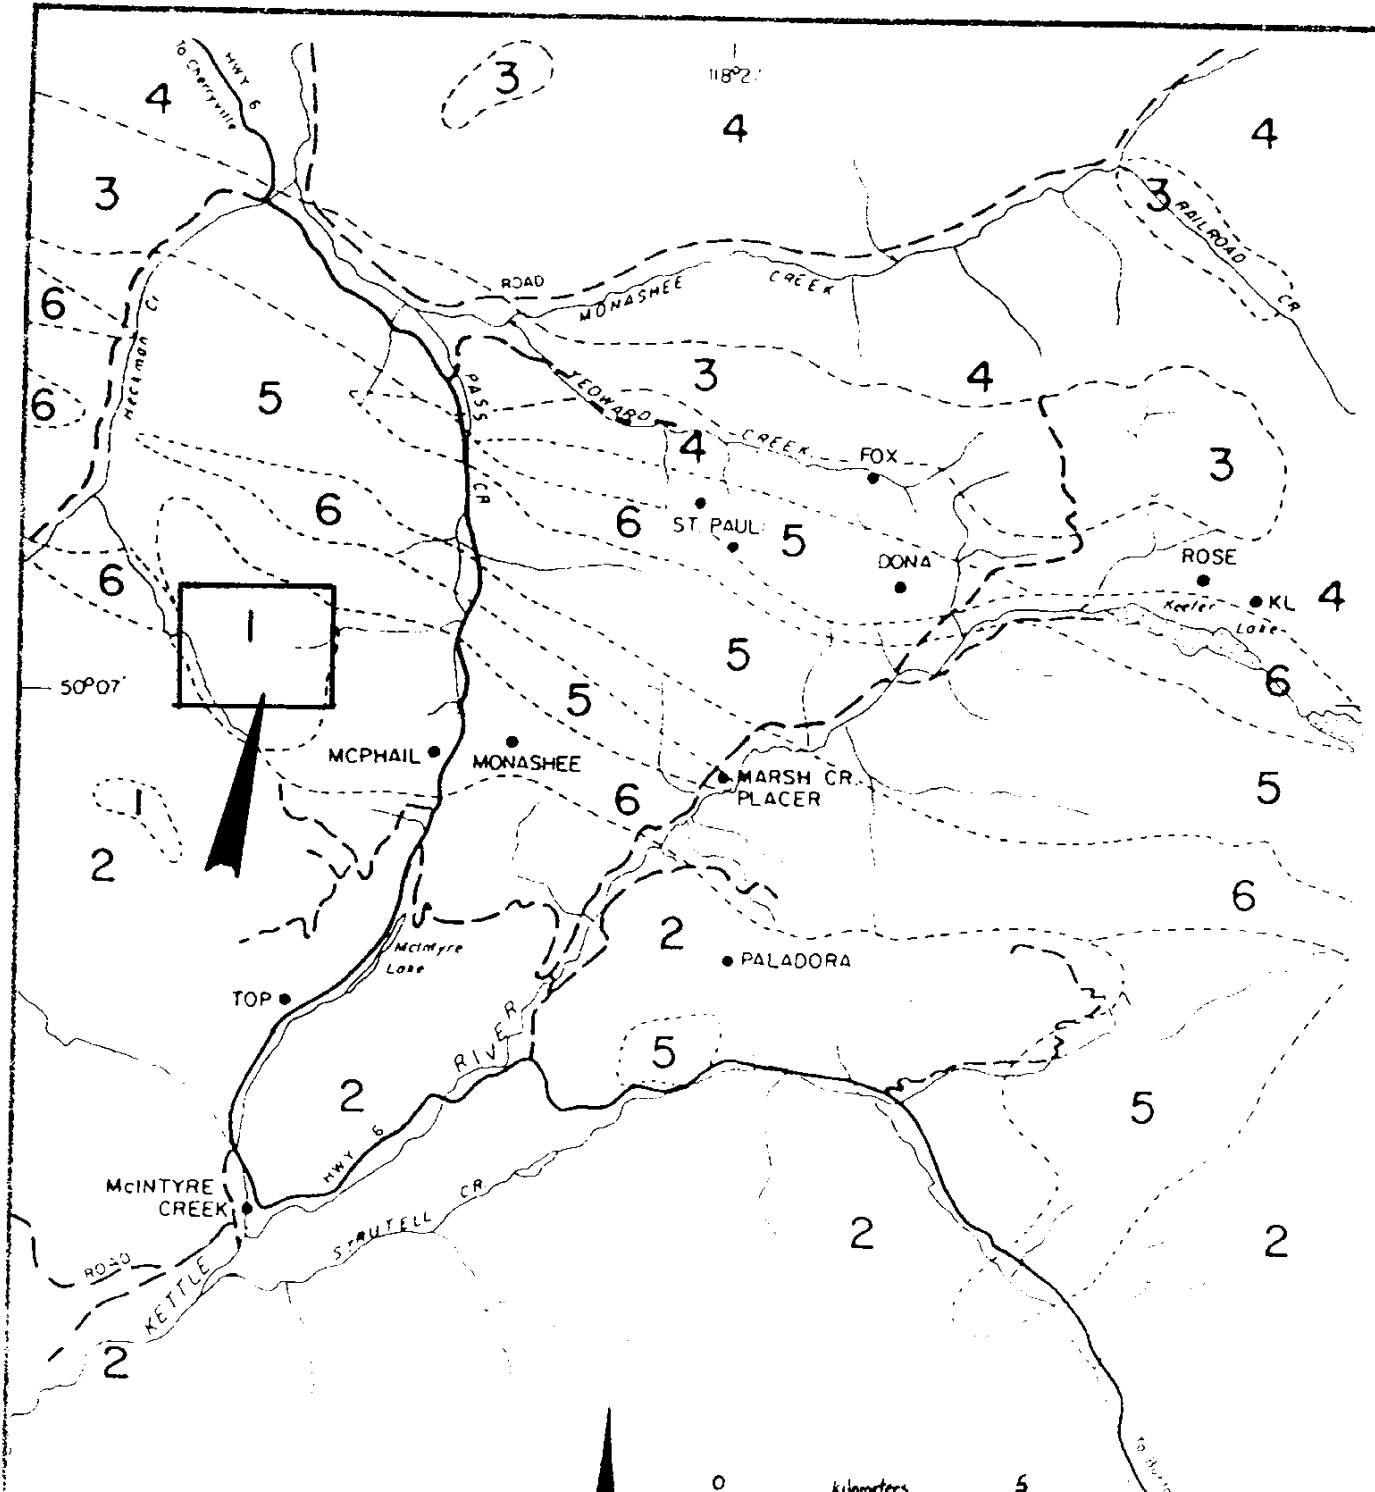 To Cherryville
HWY 6
3
118°2
4
4
4
3
3
RAILROAD
CR
ROAD
MONASHEE
CREEK
6
Heckman Cr
6
5
PASS
CR
YEOWARD
CREEK
3
4
4
FOX
3
6
6
ST. PAUL
5
DONA
ROSE
KL
4
Keefer
Lake
6
1
5
6
50°07'
5
MCPHAIL
MONASHEE
MARSH CR.
PLACER
6
5
1
2
6
McIntyre
Lake
2
PALADORA
TOP
RIVER
5
2
5
HWY 6
McINTYRE
CREEK
STRUTELL
CR
2
2
ROAD
KETTLE
2
0
kilometers
5